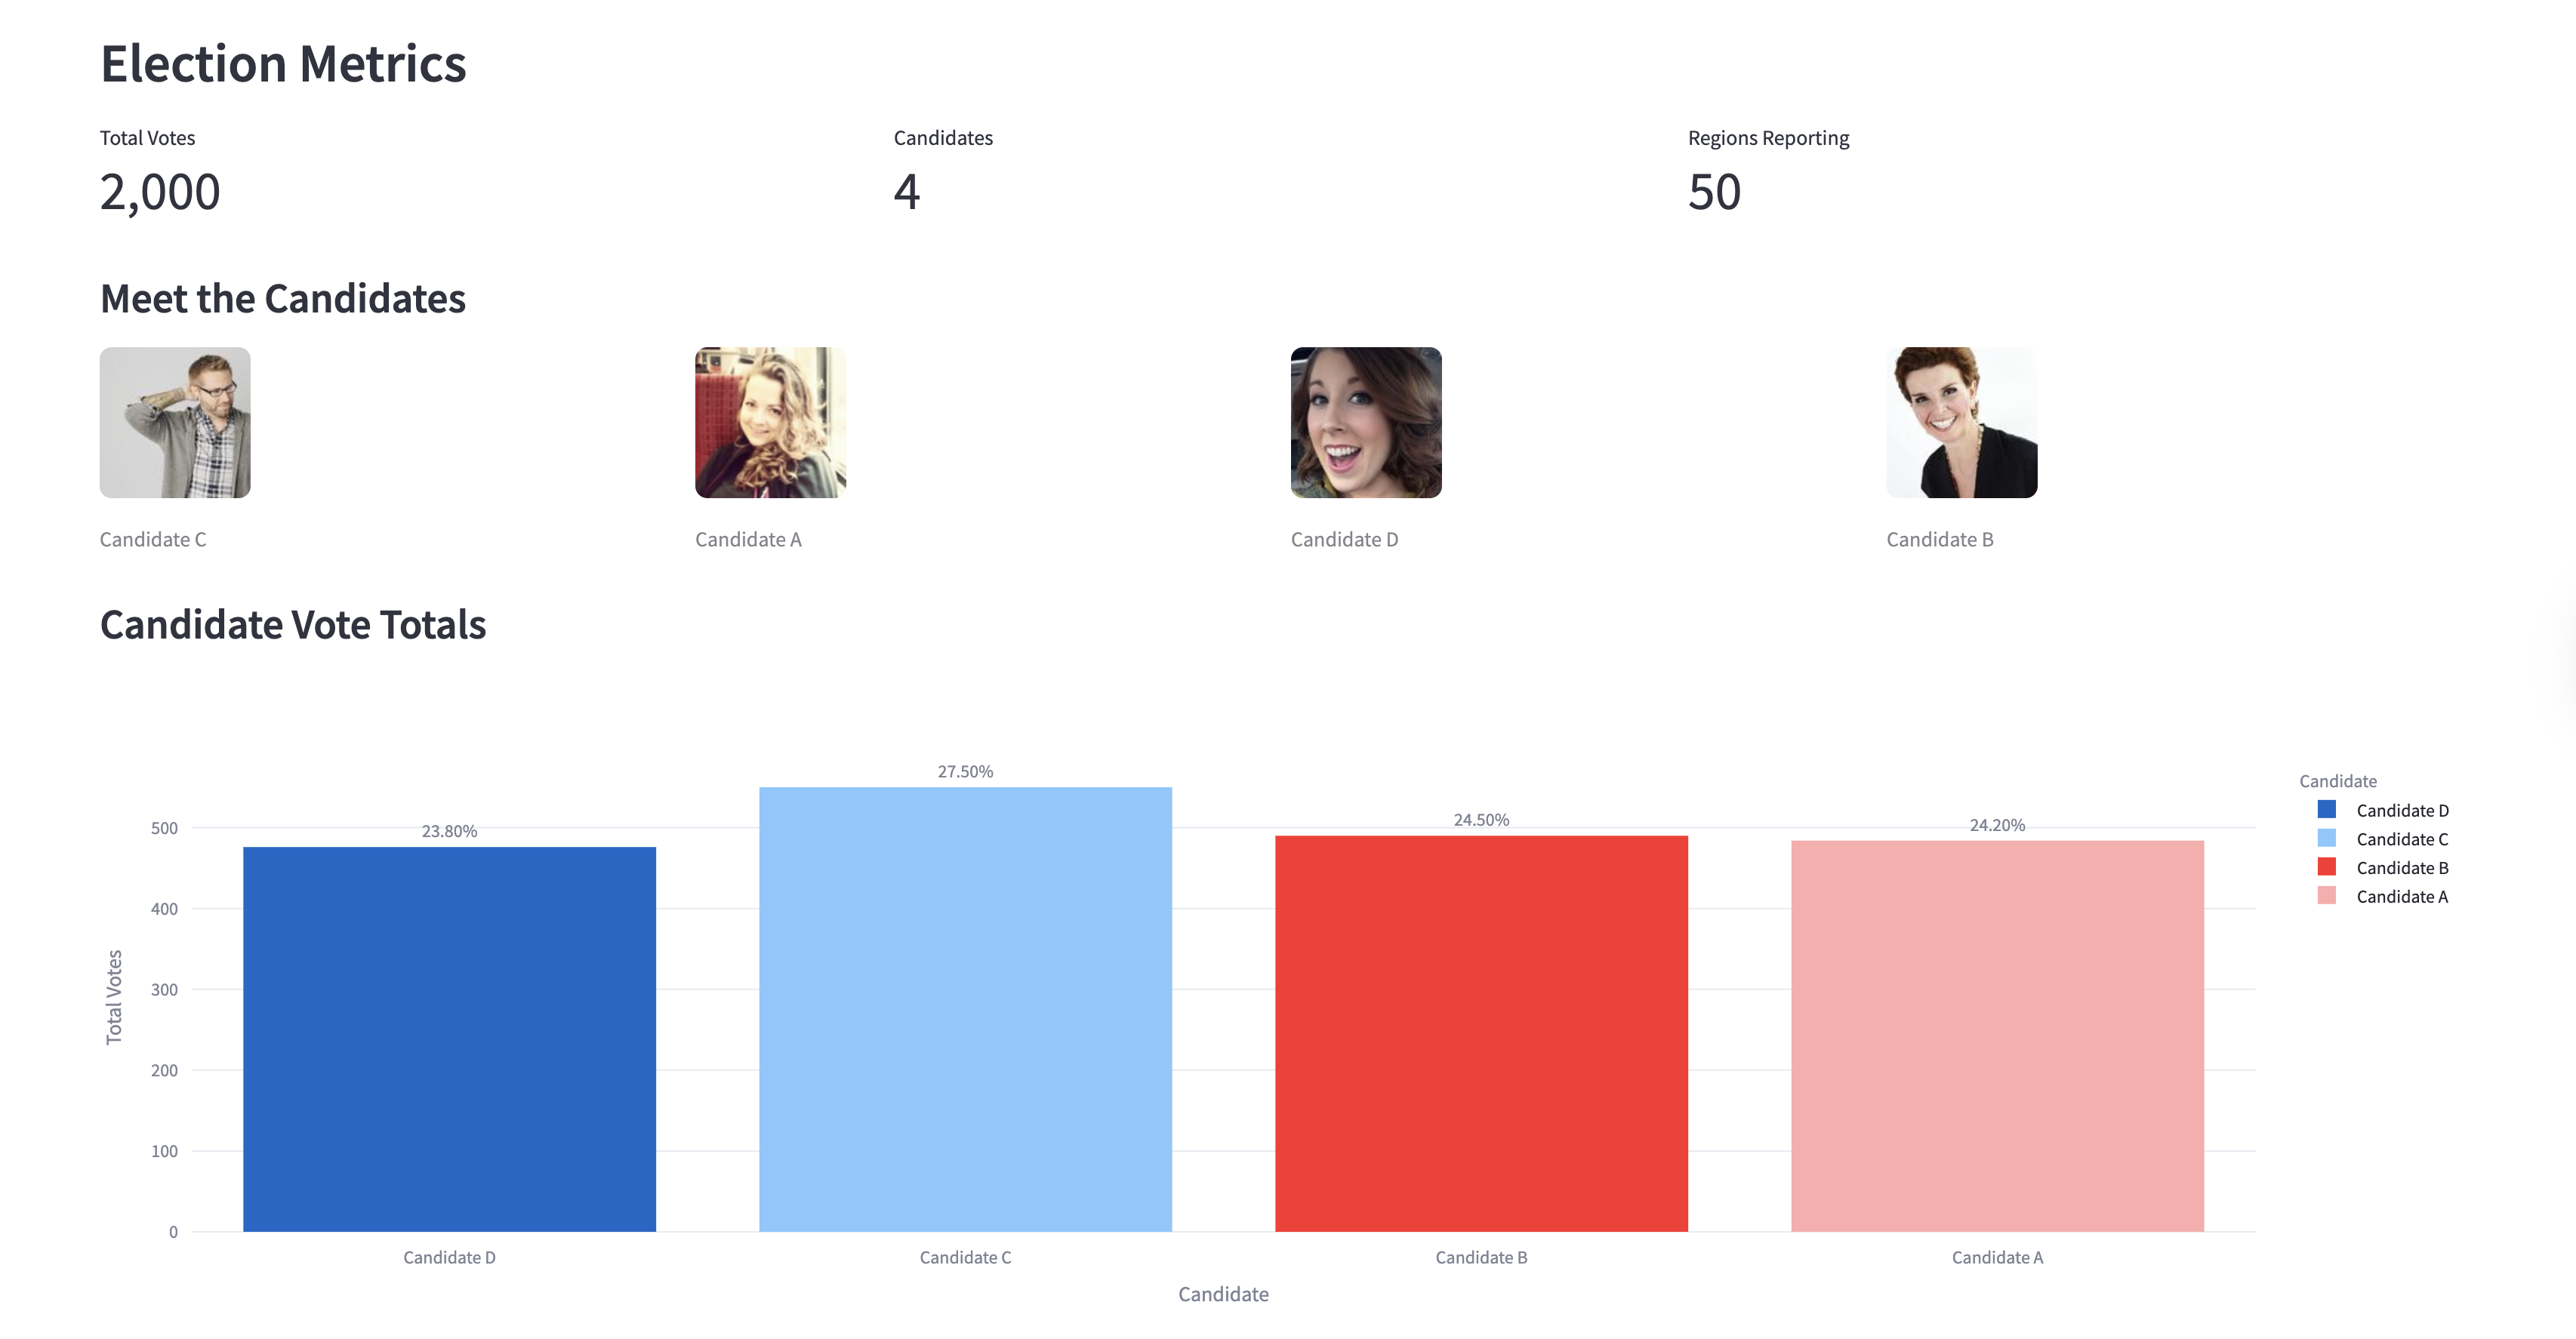 Election Metrics
Total Votes
Candidates
Regions Reporting
2,000
4
50
Meet the Candidates
Candidate C
Candidate A
Candidate D
Candidate B
Candidate Vote Totals
27.50%
23.80%
24.50%
24.20%
500
400
300
200
100
0
Total Votes
Candidate D
Candidate C
Candidate B
Candidate A
Candidate
Candidate
Candidate D
Candidate C
Candidate B
Candidate A